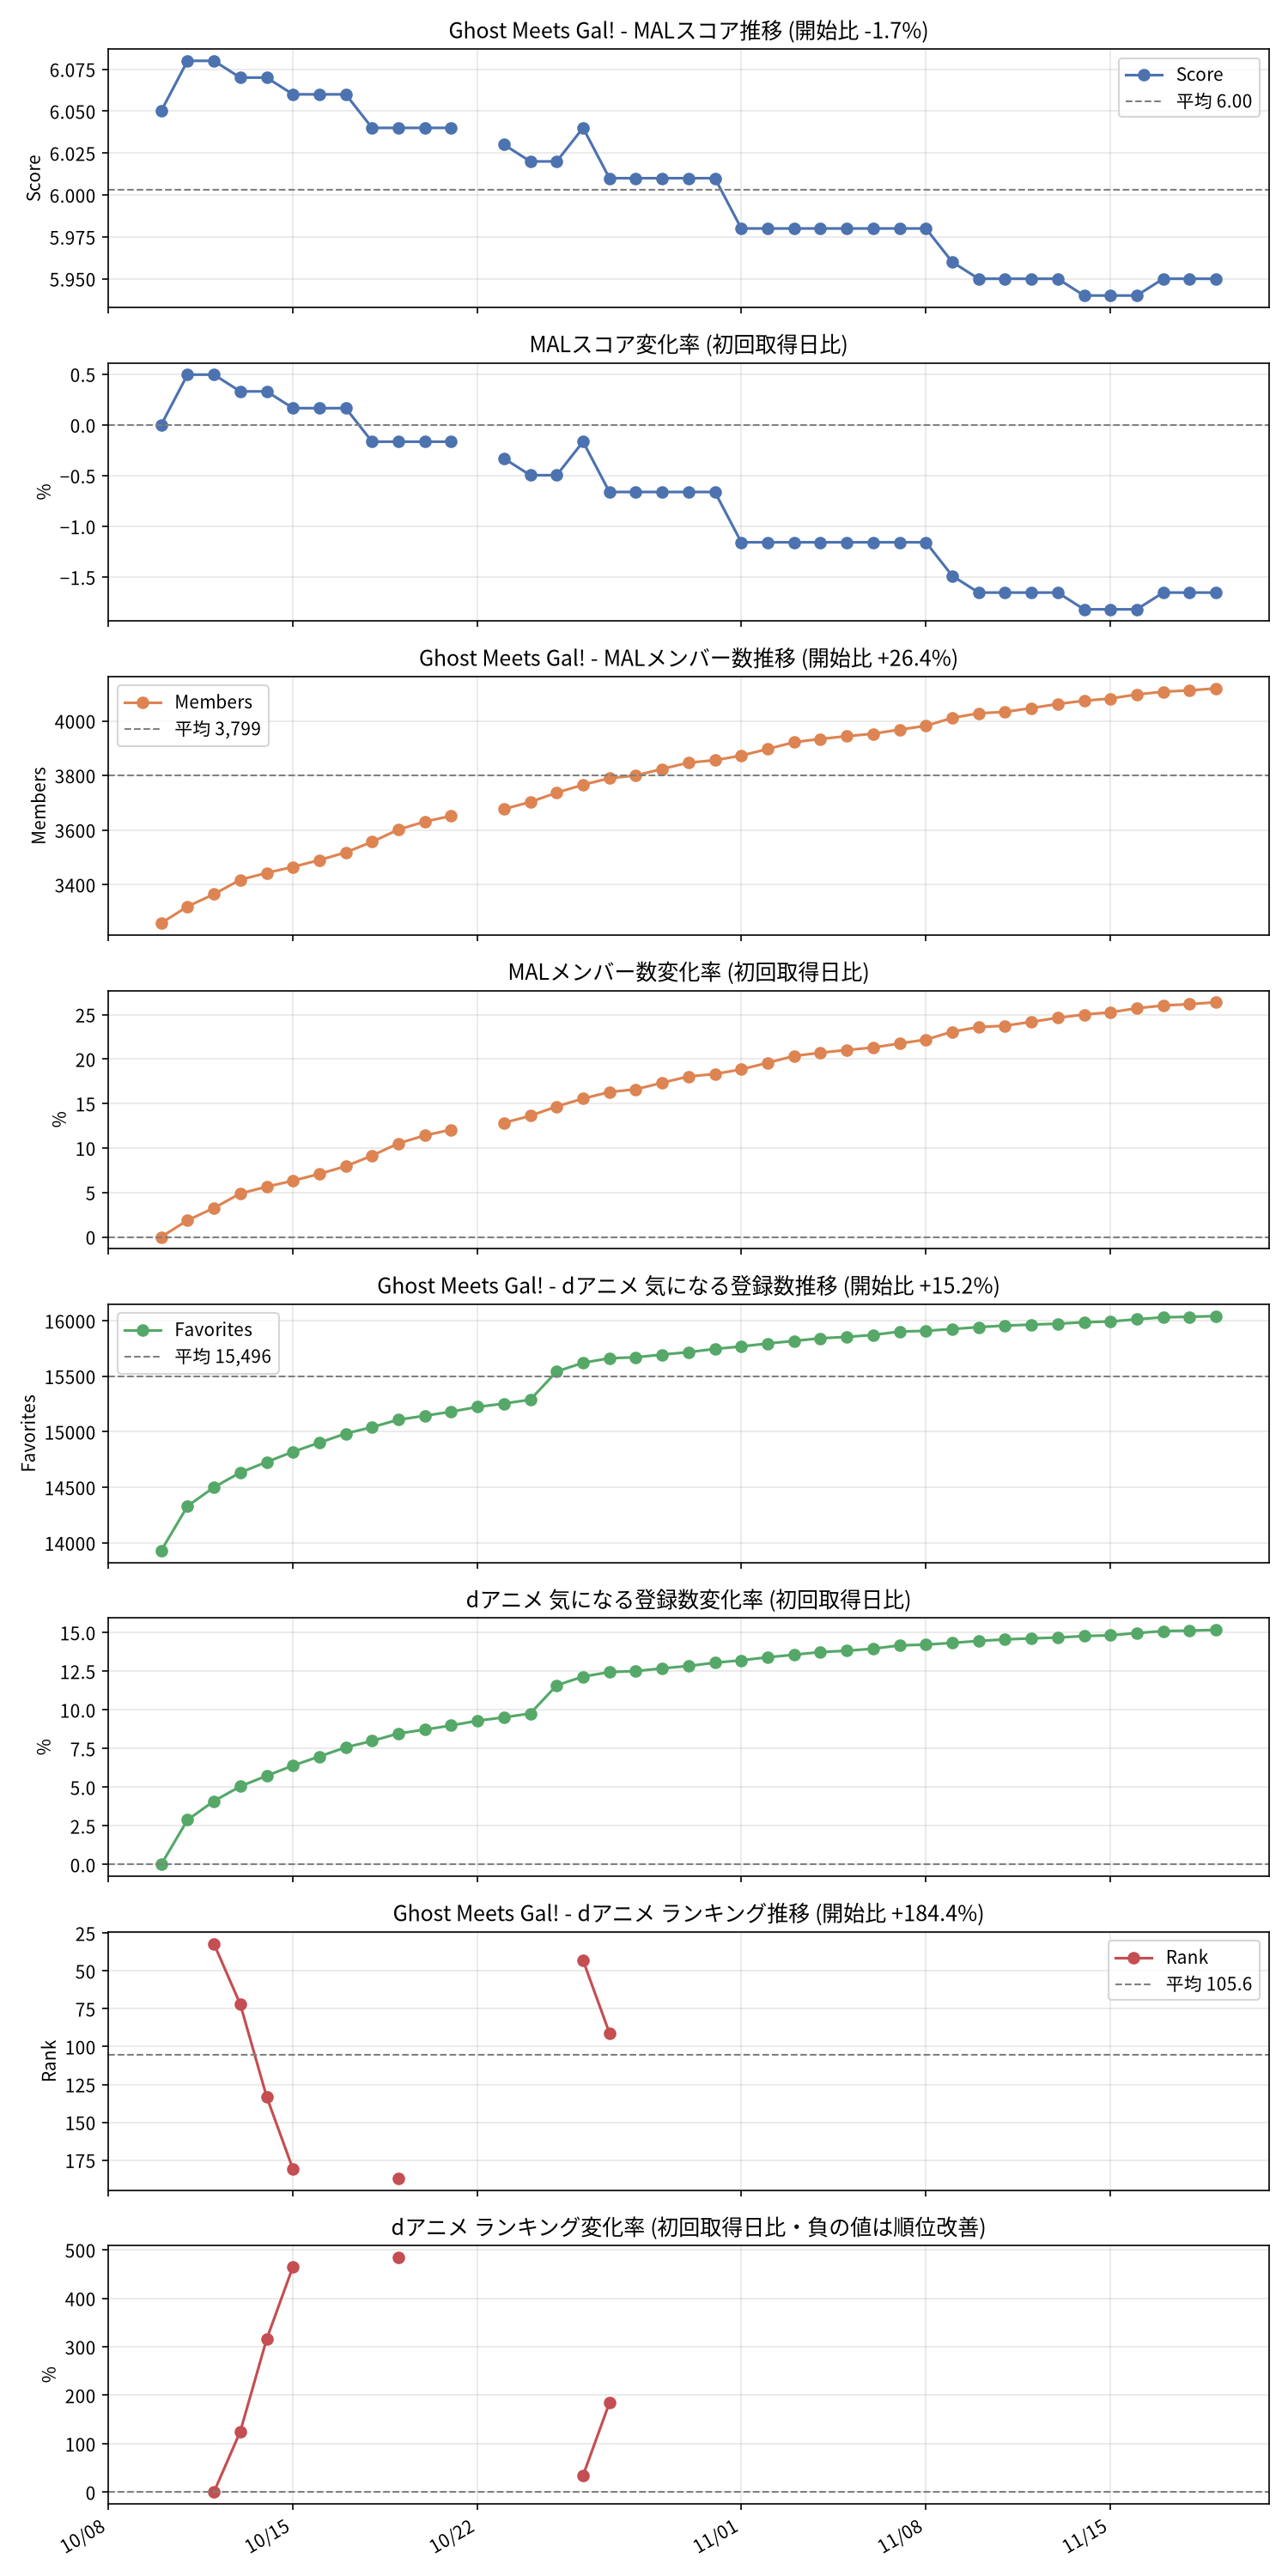 Ghost Meets Gal! - MALスコア推移 (開始比 -1.7%)
Score
6.075
6.050
6.025
6.000
5.975
5.950
Score
平均 6.00
MALスコア変化率 (初回取得日比)
%
0.5
0.0
−0.5
−1.0
−1.5
Ghost Meets Gal! - MALメンバー数推移 (開始比 +26.4%)
Members
4000
3800
3600
3400
Members
平均 3,799
MALメンバー数変化率 (初回取得日比)
%
25
20
15
10
5
0
Ghost Meets Gal! - dアニメ 気になる登録数推移 (開始比 +15.2%)
Favorites
16000
15500
15000
14500
14000
Favorites
平均 15,496
dアニメ 気になる登録数変化率 (初回取得日比)
%
15.0
12.5
10.0
7.5
5.0
2.5
0.0
Ghost Meets Gal! - dアニメ ランキング推移 (開始比 +184.4%)
Rank
25
50
75
100
125
150
175
Rank
平均 105.6
dアニメ ランキング変化率 (初回取得日比・負の値は順位改善)
%
500
400
300
200
100
0
10/08
10/15
10/22
11/01
11/08
11/15